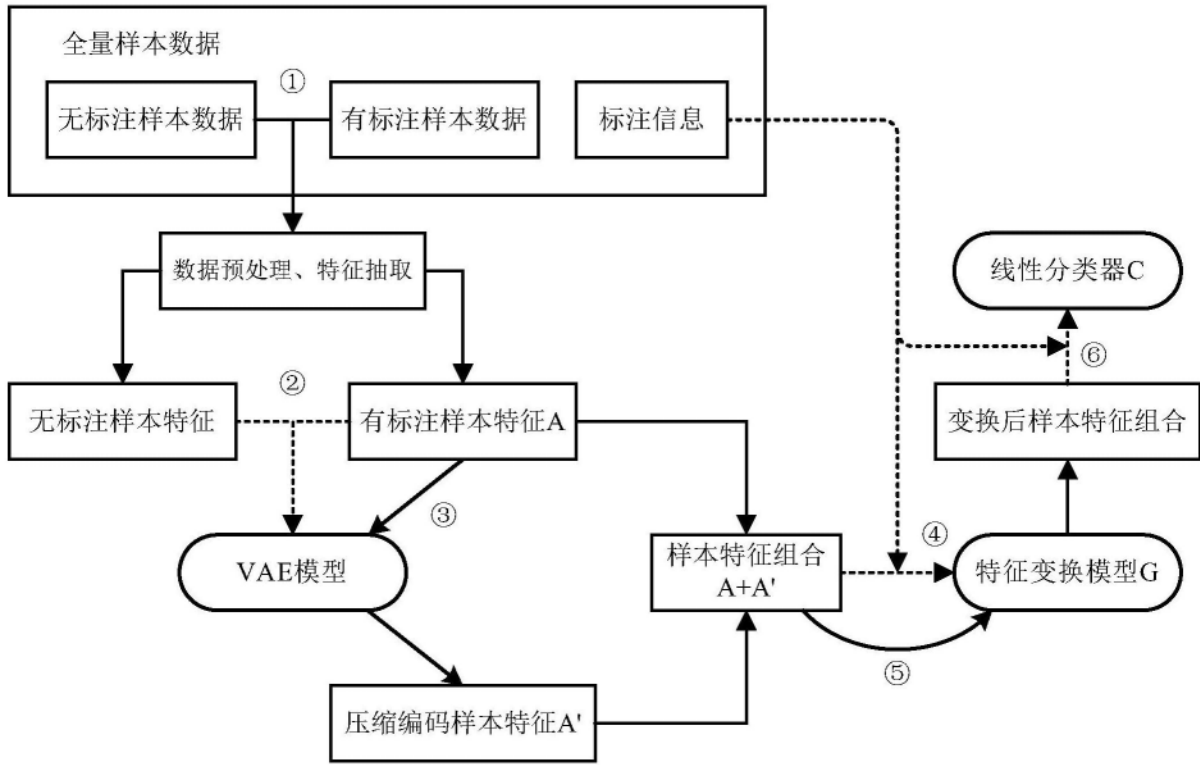 全量样本数据
①
无标注样本数据
有标注样本数据
标注信息
数据预处理、特征抽取
线性分类器C
⑥
②
无标注样本特征
有标注样本特征A
变换后样本特征组合
③
④
VAE模型
样本特征组合
A+A'
特征变换模型G
⑤
压缩编码样本特征A'